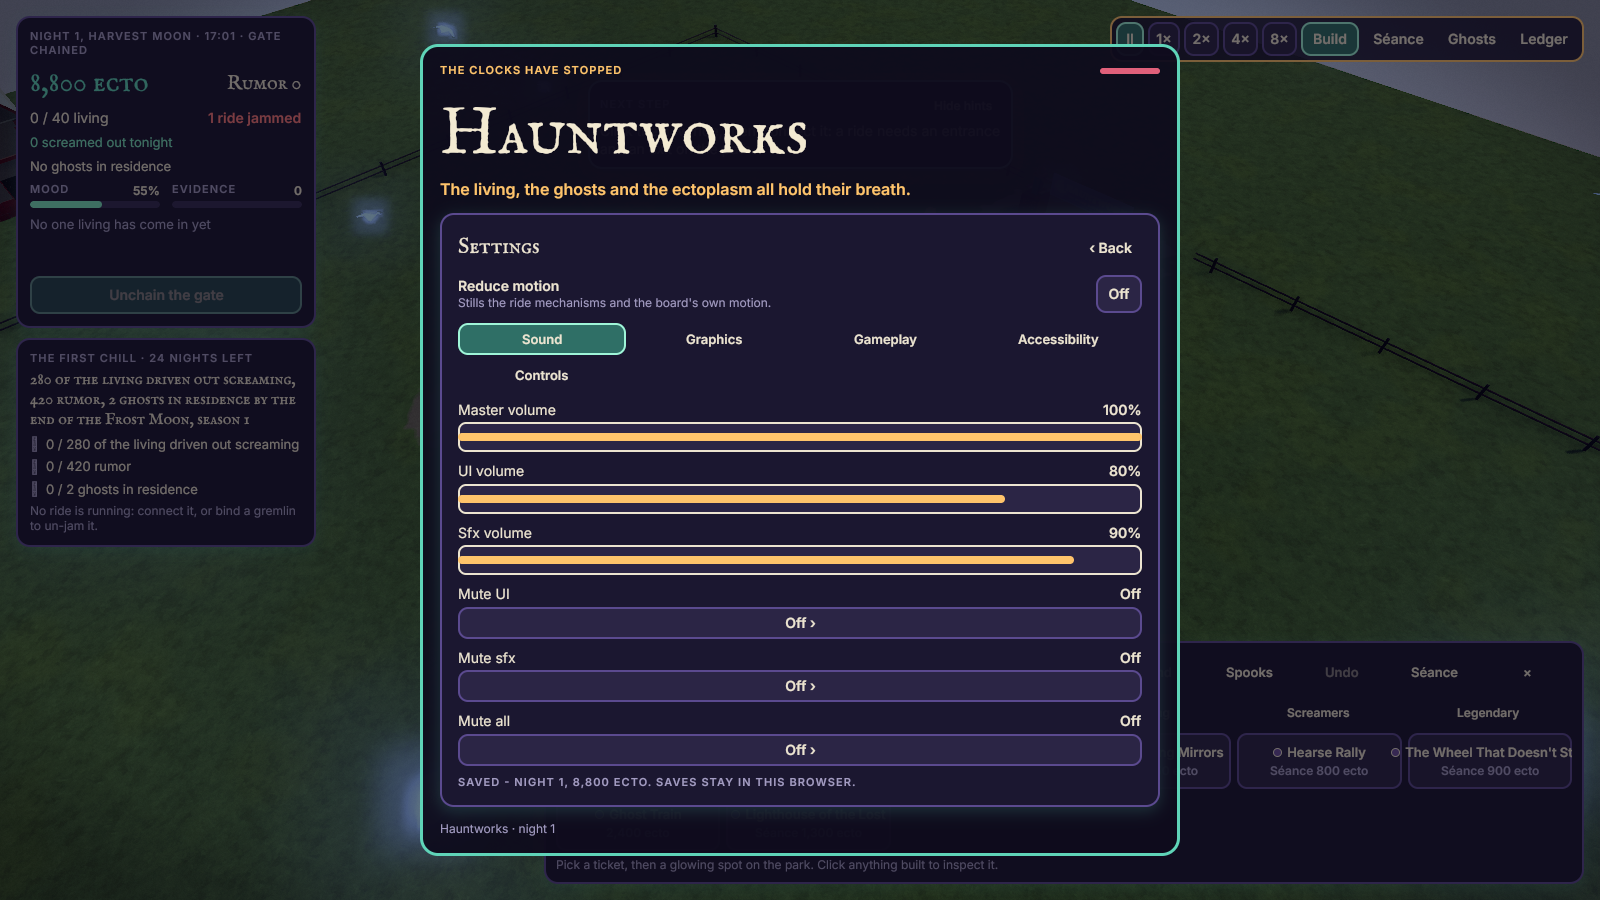 NIGHT 1, HARVEST MOON · 17:01 · GATE
CHAINED
8,800 ECTO
RUMOR 0
0 / 40 living
1 ride jammed
0 screamed out tonight
No ghosts in residence
MOOD
55%
EVIDENCE
0
No one living has come in yet
Unchain the gate
THE FIRST CHILL · 24 NIGHTS LEFT
280 OF THE LIVING DRIVEN OUT SCREAMING,
420 RUMOR, 2 GHOSTS IN RESIDENCE BY THE
END OF THE FROST MOON, SEASON 1
0 / 280 of the living driven out screaming
0 / 420 rumor
0 / 2 ghosts in residence
No ride is running: connect it, or bind a gremlin
to un-jam it.
THE CLOCKS HAVE STOPPED
HAUNTWORKS
The living, the ghosts and the ectoplasm all hold their breath.
SETTINGS
‹ Back
Reduce motion
Stills the ride mechanisms and the board's own motion.
Off
Sound
Graphics
Gameplay
Accessibility
Controls
Master volume
100%
UI volume
80%
Sfx volume
90%
Mute UI
Off
Off ›
Mute sfx
Off
Off ›
Mute all
Off
Off ›
SAVED - NIGHT 1, 8,800 ECTO. SAVES STAY IN THIS BROWSER.
Hauntworks · night 1
II
1×
2×
4×
8×
Build
Séance
Ghosts
Ledger
Spooks
Undo
Séance
×
Screamers
Legendary
Mirrors
Hearse Rally
Séance 800 ecto
The Wheel That Doesn't St
Séance 900 ecto
Pick a ticket, then a glowing spot on the park. Click anything built to inspect it.